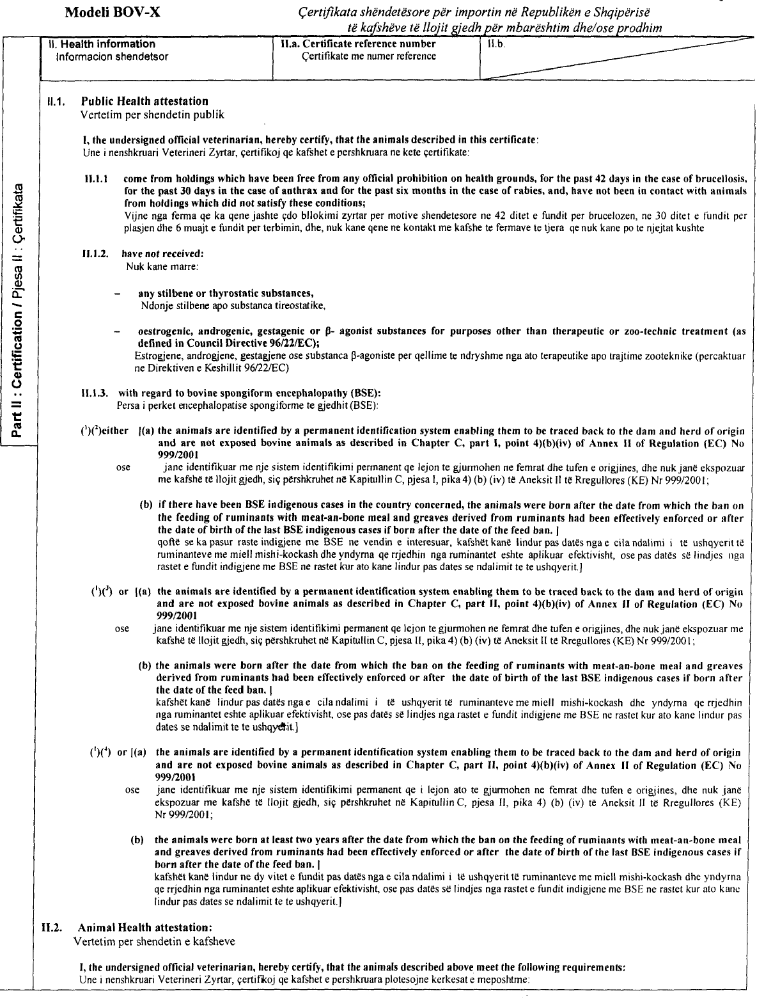 Modeli BOV-X
Çertifikata shëndetësore për importin në Republikën e Shqipërisë
të kafshëve të llojit gjedh për mbarështim dhe/ose prodhim
II. Health information
Informacion shendetsor
II.a. Certificate reference number
Çertifikate me numer reference
II.b.
Part II : Certification / Pjesa II : Çertifikata
II.1. Public Health attestation
Vertetim per shendetin publik
I, the undersigned official veterinarian, hereby certify, that the animals described in this certificate:
Une i nenshkruari Veterineri Zyrtar, çertifikoj qe kafshet e pershkruara ne kete çertifikate:
II.1.1 come from holdings which have been free from any official prohibition on health grounds, for the past 42 days in the case of brucellosis,
for the past 30 days in the case of anthrax and for the past six months in the case of rabies, and, have not been in contact with animals
from holdings which did not satisfy these conditions;
Vijne nga ferma qe ka qene jashte çdo bllokimi zyrtar per motive shendetesore ne 42 ditet e fundit per brucelozen, ne 30 ditet e fundit per
plasjen dhe 6 muajt e fundit per terbimin, dhe, nuk kane qene ne kontakt me kafshe te fermave te tjera qe nuk kane po te njejtat kushte
II.1.2. have not received:
Nuk kane marre:
– any stilbene or thyrostatic substances,
Ndonje stilbene apo substanca tireostatike,
– oestrogenic, androgenic, gestagenic or β- agonist substances for purposes other than therapeutic or zoo-technic treatment (as
defined in Council Directive 96/22/EC);
Estrogjene, androgjene, gestagjene ose substanca β-agoniste per qellime te ndryshme nga ato terapeutike apo trajtime zooteknike (percaktuar
ne Direktiven e Keshillit 96/22/EC)
II.1.3. with regard to bovine spongiform encephalopathy (BSE):
Persa i perket encephalopatise spongiforme te gjedhit (BSE):
(¹)(²)either [(a) the animals are identified by a permanent identification system enabling them to be traced back to the dam and herd of origin
and are not exposed bovine animals as described in Chapter C, part I, point 4)(b)(iv) of Annex II of Regulation (EC) No
999/2001
ose jane identifikuar me nje sistem identifikimi permanent qe lejon te gjurmohen ne femrat dhe tufen e origjines, dhe nuk janë ekspozuar
me kafshë të llojit gjedh, siç përshkruhet në Kapitullin C, pjesa I, pika 4) (b) (iv) të Aneksit II të Rregullores (KE) Nr 999/2001;
(b) if there have been BSE indigenous cases in the country concerned, the animals were born after the date from which the ban on
the feeding of ruminants with meat-an-bone meal and greaves derived from ruminants had been effectively enforced or after
the date of birth of the last BSE indigenous cases if born after the date of the feed ban. ]
qoftë se ka pasur raste indigjene me BSE ne vendin e interesuar, kafshët kanë lindur pas datës nga e cila ndalimi i të ushqyerit të
ruminanteve me miell mishi-kockash dhe yndyrna qe rrjedhin nga ruminantet eshte aplikuar efektivisht, ose pas datës së lindjes nga
rastet e fundit indigjene me BSE ne rastet kur ato kane lindur pas dates se ndalimit te te ushqyerit.]
(¹)(³) or [(a) the animals are identified by a permanent identification system enabling them to be traced back to the dam and herd of origin
and are not exposed bovine animals as described in Chapter C, part II, point 4)(b)(iv) of Annex II of Regulation (EC) No
999/2001
ose jane identifikuar me nje sistem identifikimi permanent qe lejon te gjurmohen ne femrat dhe tufen e origjines, dhe nuk janë ekspozuar me
kafshë të llojit gjedh, siç përshkruhet në Kapitullin C, pjesa II, pika 4) (b) (iv) të Aneksit II të Rregullores (KE) Nr 999/2001;
(b) the animals were born after the date from which the ban on the feeding of ruminants with meat-an-bone meal and greaves
derived from ruminants had been effectively enforced or after the date of birth of the last BSE indigenous cases if born after
the date of the feed ban. ]
kafshët kanë lindur pas datës nga e cila ndalimi i të ushqyerit të ruminanteve me miell mishi-kockash dhe yndyrna qe rrjedhin
nga ruminantet eshte aplikuar efektivisht, ose pas datës së lindjes nga rastet e fundit indigjene me BSE ne rastet kur ato kane lindur pas
dates se ndalimit te te ushqyerit.]
(¹)(⁴) or [(a) the animals are identified by a permanent identification system enabling them to be traced back to the dam and herd of origin
and are not exposed bovine animals as described in Chapter C, part II, point 4)(b)(iv) of Annex II of Regulation (EC) No
999/2001
ose jane identifikuar me nje sistem identifikimi permanent qe i lejon ato te gjurmohen ne femrat dhe tufen e origjines, dhe nuk janë
ekspozuar me kafshë të llojit gjedh, siç përshkruhet në Kapitullin C, pjesa II, pika 4) (b) (iv) të Aneksit II të Rregullores (KE)
Nr 999/2001;
(b) the animals were born at least two years after the date from which the ban on the feeding of ruminants with meat-an-bone meal
and greaves derived from ruminants had been effectively enforced or after the date of birth of the last BSE indigenous cases if
born after the date of the feed ban. ]
kafshët kanë lindur ne dy vitet e fundit pas datës nga e cila ndalimi i të ushqyerit të ruminanteve me miell mishi-kockash dhe yndyrna
qe rrjedhin nga ruminantet eshte aplikuar efektivisht, ose pas datës së lindjes nga rastet e fundit indigjene me BSE ne rastet kur ato kane
lindur pas dates se ndalimit te te ushqyerit.]
II.2. Animal Health attestation:
Vertetim per shendetin e kafsheve
I, the undersigned official veterinarian, hereby certify, that the animals described above meet the following requirements:
Une i nenshkruari Veterineri Zyrtar, çertifikoj qe kafshet e pershkruara plotesojne kerkesat e meposhtme: